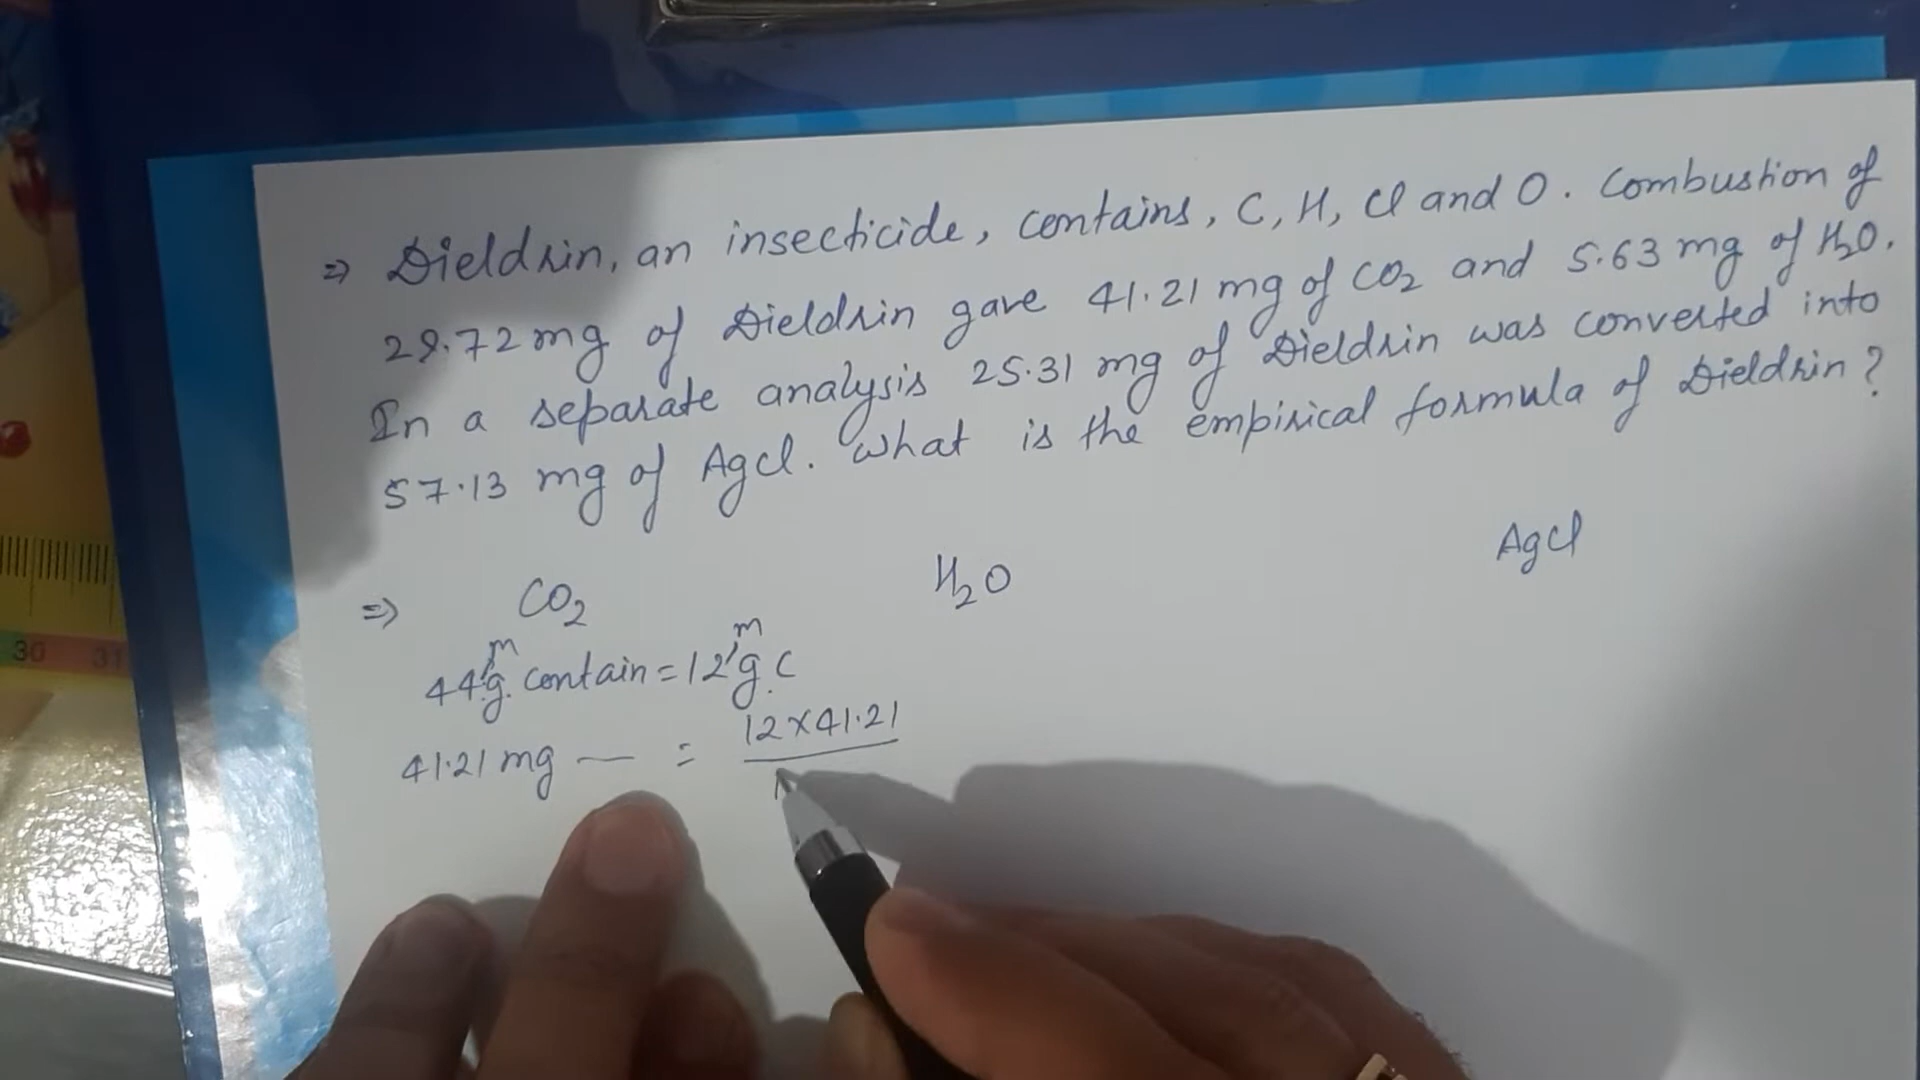 ⇒ Dieldrin, an insecticide, contains, C, H, Cl and O. Combustion of
29.72 mg of Dieldrin gave 41.21 mg of CO₂ and 5.63 mg of H₂O.
In a separate analysis 25.31 mg of Dieldrin was converted into
57.13 mg of AgCl. What is the empirical formula of Dieldrin?
⇒ CO₂ H₂O AgCl
m m
44 g. contain = 12 g. C
41.21 mg — = 12 × 41.21
30 31